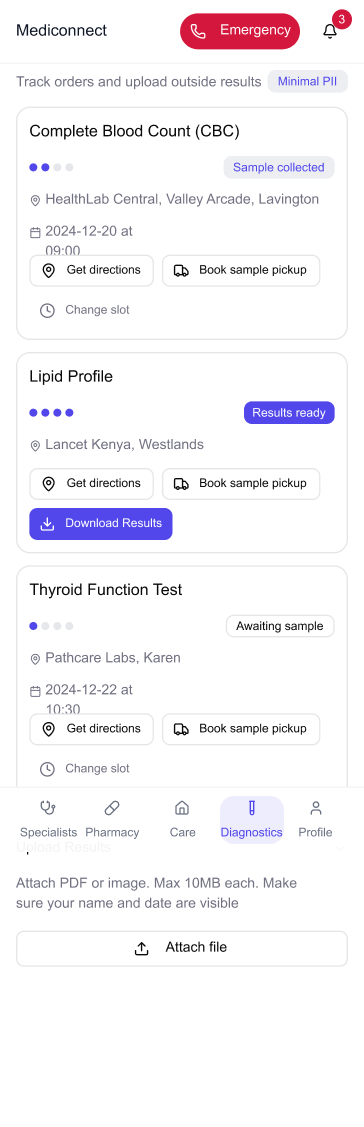 Mediconnect
Emergency
3
Track orders and upload outside results
Minimal PII
Complete Blood Count (CBC)
Sample collected
HealthLab Central, Valley Arcade, Lavington
2024-12-20 at
09:00
Get directions
Book sample pickup
Change slot
Lipid Profile
Results ready
Lancet Kenya, Westlands
Get directions
Book sample pickup
Download Results
Thyroid Function Test
Awaiting sample
Pathcare Labs, Karen
2024-12-22 at
10:30
Get directions
Book sample pickup
Change slot
Specialists
Pharmacy
Care
Diagnostics
Profile
Upload Results
Attach PDF or image. Max 10MB each. Make
sure your name and date are visible
Attach file